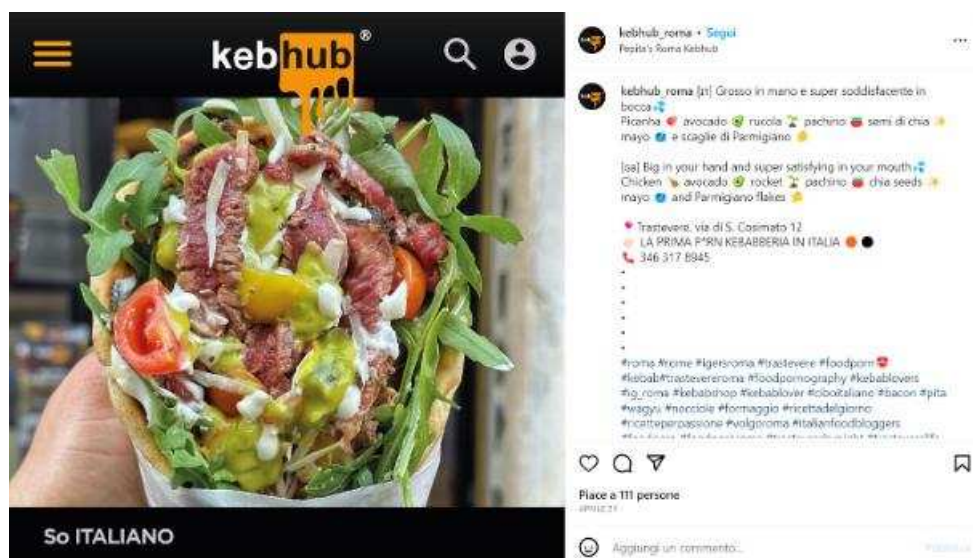 kebhub®
So ITALIANO
kebhub_roma • Segui
Pepita's Roma Kebhub
kebhub_roma [IT] Grosso in mano e super soddisfacente in
bocca💦
Picanha 🥩 avocado 🥑 rucola 🌱 pachino 🍅 semi di chia ✨
mayo 🥣 e scaglie di Parmigiano 🧀
Big in your hand and super satisfying in your mouth💦
Chicken 🍗 avocado 🥑 rocket 🌱 pachino 🍅 chia seeds ✨
mayo 🥣 and Parmigiano flakes 🧀
📍 Trastevere, via di S. Cosimato 12
LA PRIMA P*RN KEBABBERIA IN ITALIA 🟠 ⚫
📞 346 317 8945
•
•
•
•
•
•
#roma #rome #igersroma #trastevere #foodporn
#kebab#trastevereroma #foodpornography #kebablovers
#ig_roma #kebabshop #kebablover #ciboitaliano #bacon #pita
#wagyu #nocciole #formaggio #ricettadelgiorno
#ricetteperpassione #volgoroma #italianfoodbloggers
Piace a 111 persone
Aggiungi un commento...